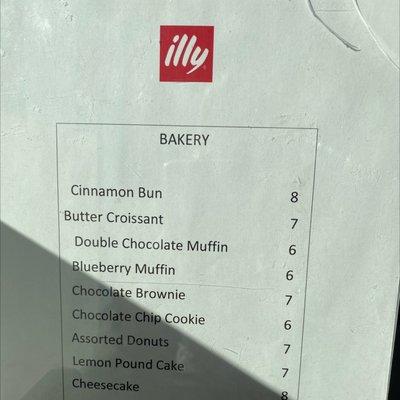 illy
BAKERY
Cinnamon Bun 8
Butter Croissant 7
Double Chocolate Muffin 6
Blueberry Muffin 6
Chocolate Brownie 7
Chocolate Chip Cookie 6
Assorted Donuts 7
Lemon Pound Cake 7
Cheesecake 8